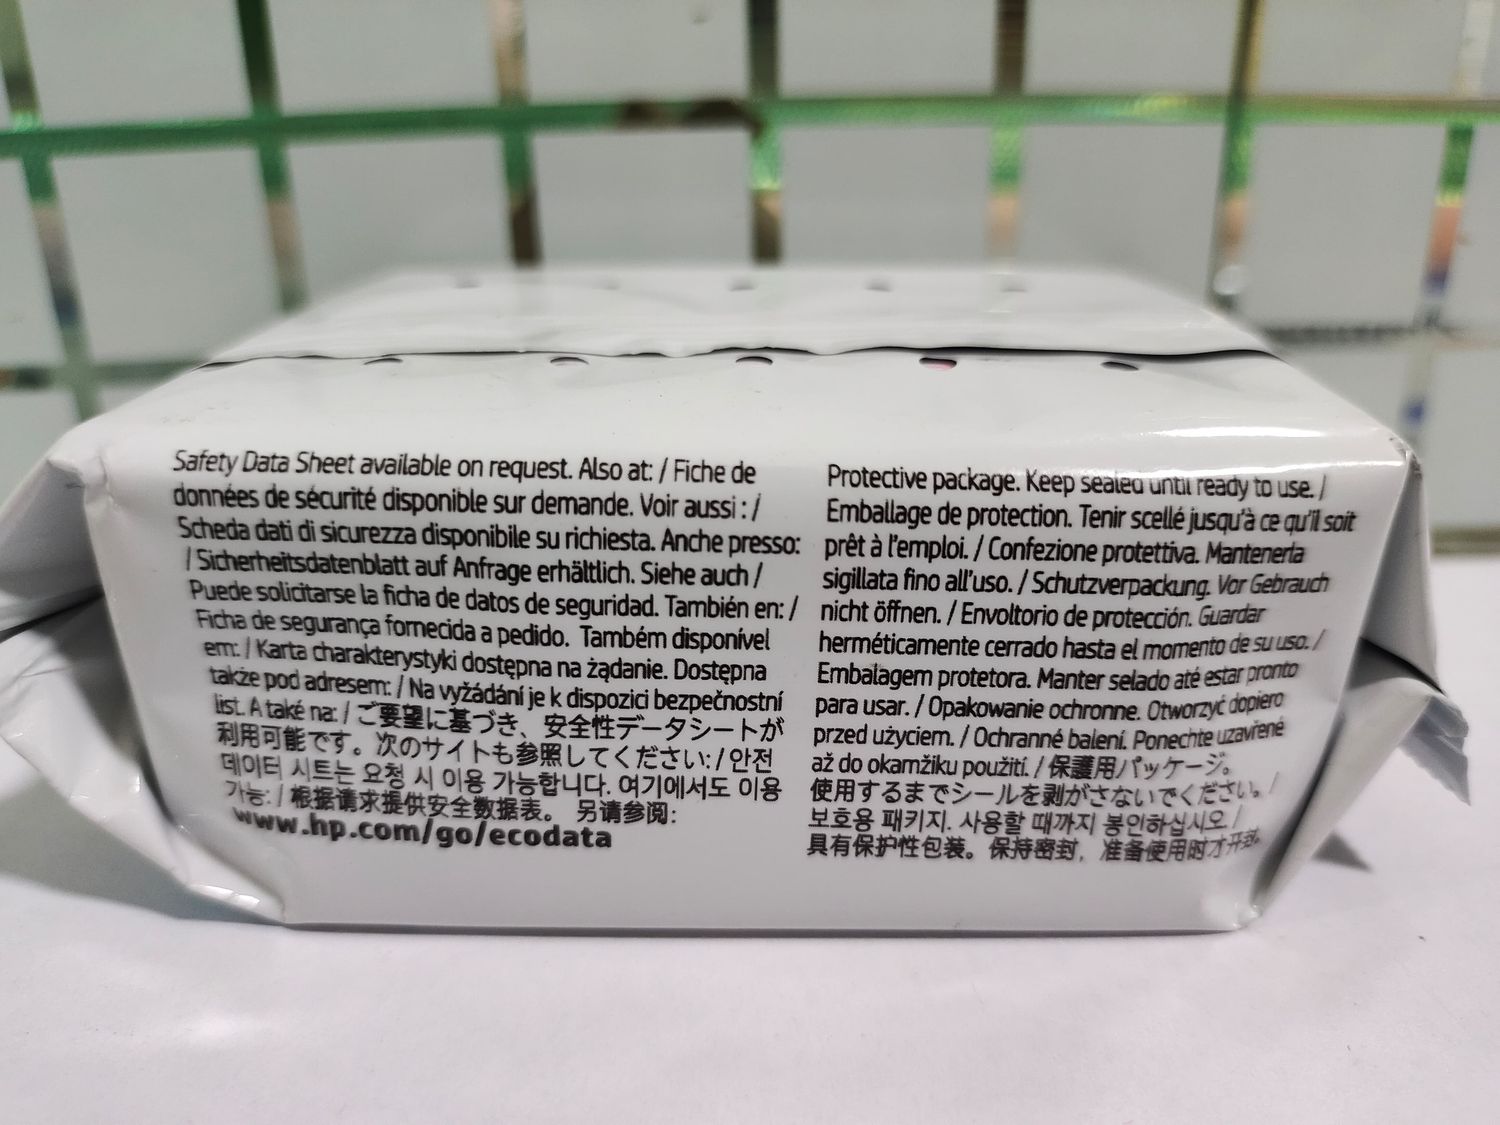 Safety Data Sheet available on request. Also at: / Fiche de
données de sécurité disponible sur demande. Voir aussi : /
Scheda dati di sicurezza disponibile su richiesta. Anche presso:
/ Sicherheitsdatenblatt auf Anfrage erhältlich. Siehe auch /
Puede solicitarse la ficha de datos de seguridad. También en: /
Ficha de segurança fornecida a pedido. Também disponível
em: / Karta charakterystyki dostępna na żądanie. Dostępna
także pod adresem: / Na vyžádání je k dispozici bezpečnostní
list. A také na: / ご要望に基づき、安全性データシートが
利用可能です。次のサイトも参照してください: / 안전
데이터 시트는 요청 시 이용 가능합니다. 여기에서도 이용
가능: / 根据请求提供安全数据表。 另请参阅:
www.hp.com/go/ecodata
Protective package. Keep sealed until ready to use. /
Emballage de protection. Tenir scellé jusqu'à ce qu'il soit
prêt à l'emploi. / Confezione protettiva. Mantenerla
sigillata fino all'uso. / Schutzverpackung. Vor Gebrauch
nicht öffnen. / Envoltorio de protección. Guardar
herméticamente cerrado hasta el momento de su uso. /
Embalagem protetora. Manter selado até estar pronto
para usar. / Opakowanie ochronne. Otworzyć dopiero
przed użyciem. / Ochranné balení. Ponechte uzavřené
až do okamžiku použití. / 保護用パッケージ。
使用するまでシールを剥がさないでください。 /
보호용 패키지. 사용할 때까지 봉인하십시오. /
具有保护性包装。保持密封，准备使用时才开封。